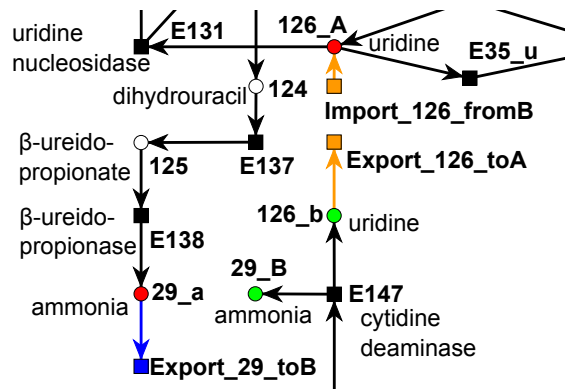 uridine
nucleosidase
E131
126_A
uridine
E35_u
dihydrouracil
124
Import_126_fromB
β-ureido-
propionate
125
E137
Export_126_toA
β-ureido-
propionase
E138
126_b
uridine
ammonia
29_a
29_B
ammonia
E147
cytidine
deaminase
Export_29_toB